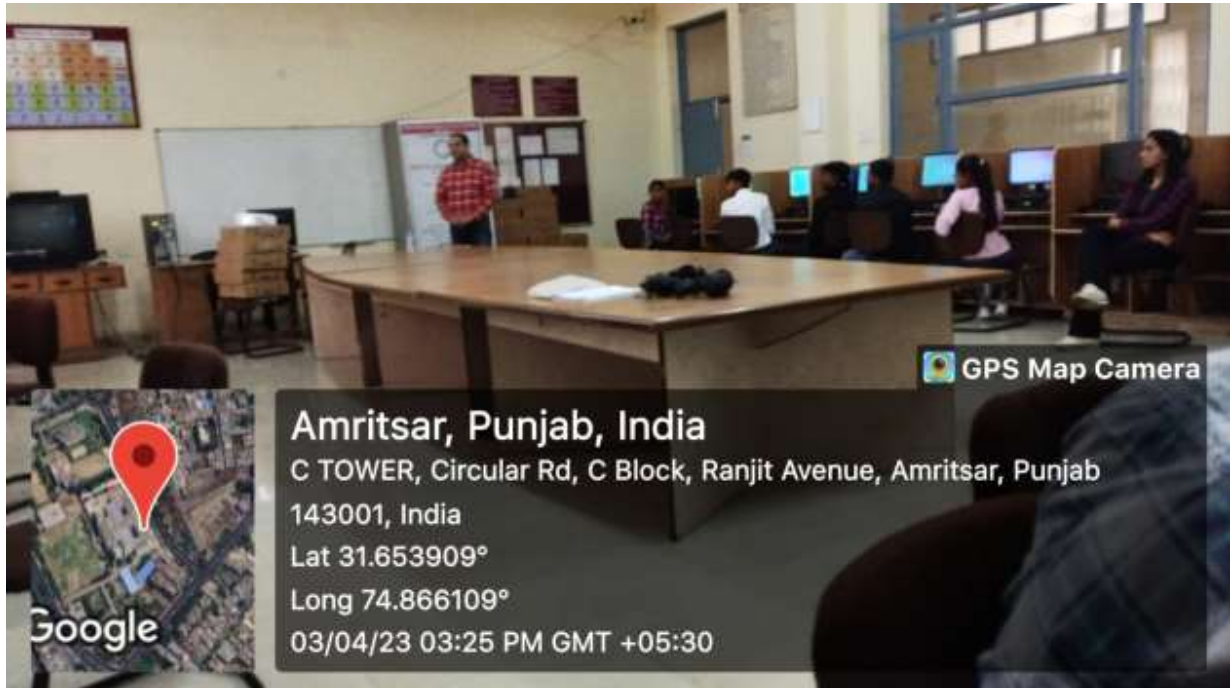 GPS Map Camera
Amritsar, Punjab, India
C TOWER, Circular Rd, C Block, Ranjit Avenue, Amritsar, Punjab
143001, India
Lat 31.653909°
Long 74.866109°
03/04/23 03:25 PM GMT +05:30
Google